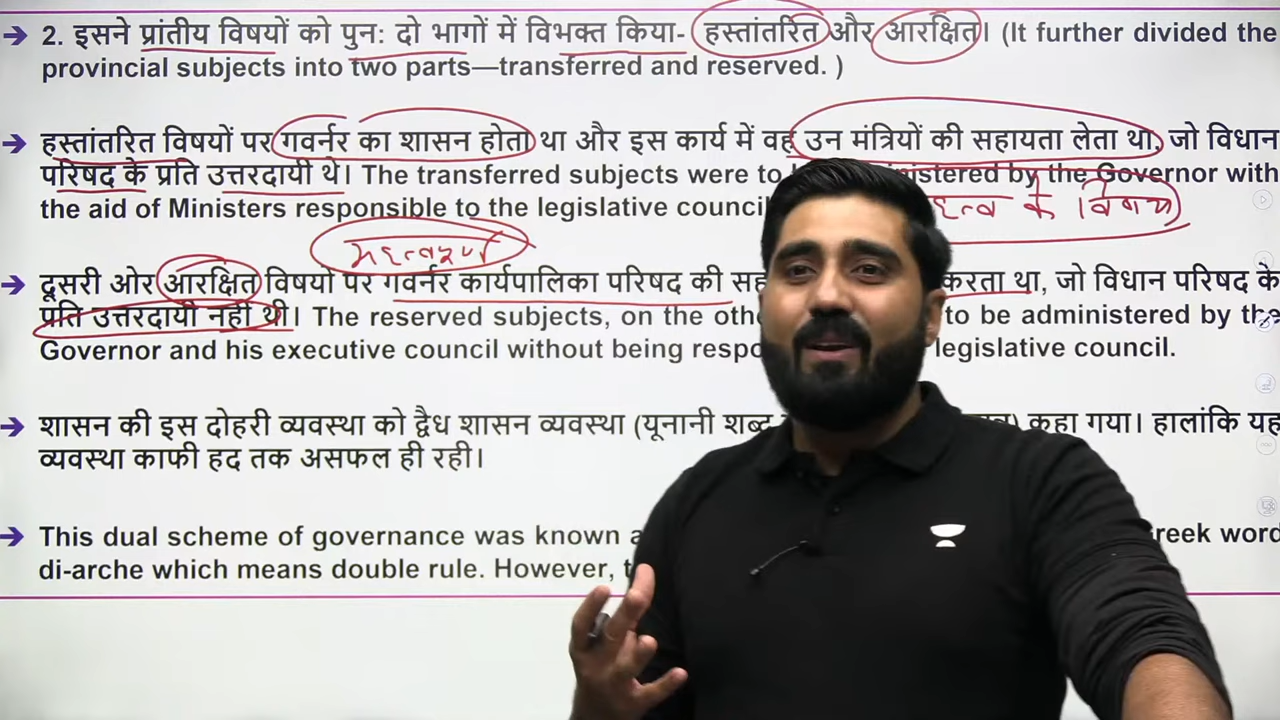 2. इसने प्रांतीय विषयों को पुन: दो भागों में विभक्त किया- हस्तांतरित और आरक्षित। (It further divided the
provincial subjects into two parts—transferred and reserved. )
हस्तांतरित विषयों पर गवर्नर का शासन होता था और इस कार्य में वह उन मंत्रियों की सहायता लेता था, जो विधान
परिषद के प्रति उत्तरदायी थे। The transferred subjects were to by the Governor with
the aid of Ministers responsible to the legislative council
के विषय
महत्वपूर्ण
दूसरी ओर आरक्षित विषयों पर गवर्नर कार्यपालिका परिषद की करता था, जो विधान परिषद के
प्रति उत्तरदायी नहीं थी। The reserved subjects, on the to be administered by the
Governor and his executive council without being legislative council.
शासन की इस दोहरी व्यवस्था को द्वैध शासन व्यवस्था (यूनानी शब्द कहा गया। हालांकि यह
व्यवस्था काफी हद तक असफल ही रही।
This dual scheme of governance was known word
di-arche which means double rule. However,